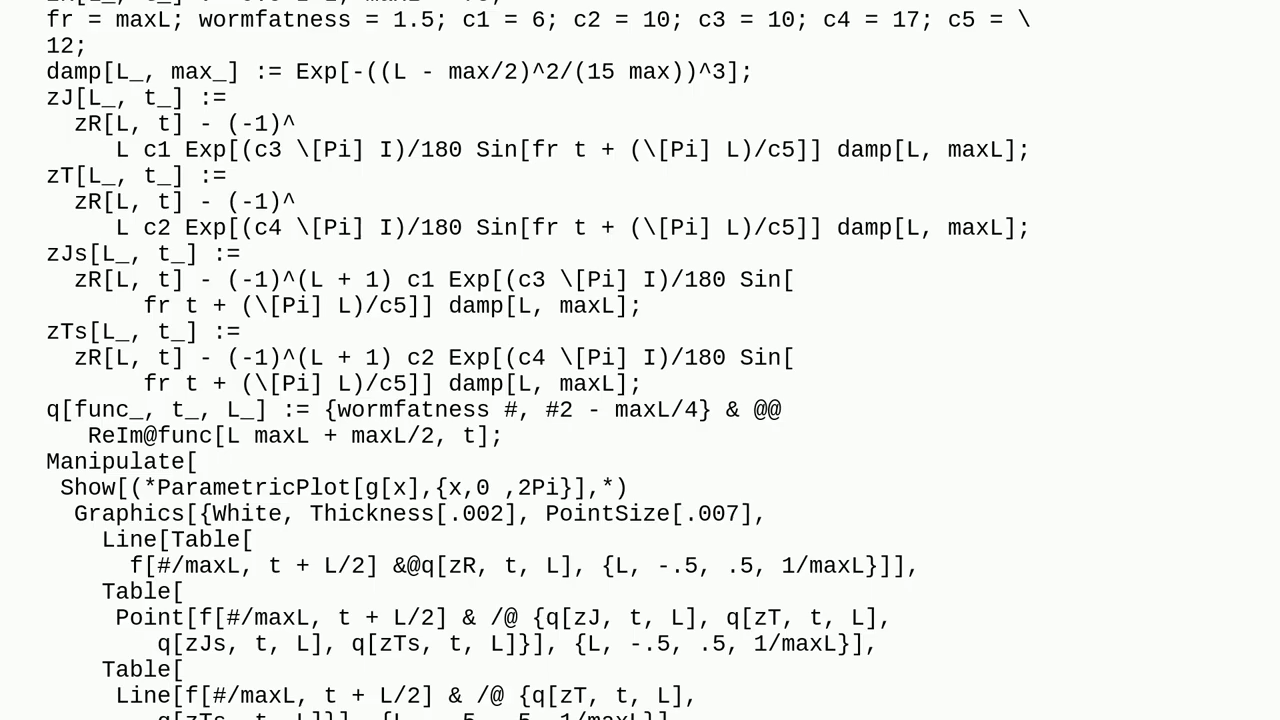 fr = maxL; wormfatness = 1.5; c1 = 6; c2 = 10; c3 = 10; c4 = 17; c5 = \
12;
damp[L_, max_] := Exp[-((L - max/2)^2/(15 max))^3];
zJ[L_, t_] :=
zR[L, t] - (-1)^
L c1 Exp[(c3 \[Pi] I)/180 Sin[fr t + (\[Pi] L)/c5]] damp[L, maxL];
zT[L_, t_] :=
zR[L, t] - (-1)^
L c2 Exp[(c4 \[Pi] I)/180 Sin[fr t + (\[Pi] L)/c5]] damp[L, maxL];
zJs[L_, t_] :=
zR[L, t] - (-1)^(L + 1) c1 Exp[(c3 \[Pi] I)/180 Sin[
fr t + (\[Pi] L)/c5]] damp[L, maxL];
zTs[L_, t_] :=
zR[L, t] - (-1)^(L + 1) c2 Exp[(c4 \[Pi] I)/180 Sin[
fr t + (\[Pi] L)/c5]] damp[L, maxL];
q[func_, t_, L_] := {wormfatness #, #2 - maxL/4} & @@
ReIm@func[L maxL + maxL/2, t];
Manipulate[
Show[(*ParametricPlot[g[x],{x,0 ,2Pi}],*)
Graphics[{White, Thickness[.002], PointSize[.007],
Line[Table[
f[#/maxL, t + L/2] &@q[zR, t, L], {L, -.5, .5, 1/maxL}]],
Table[
Point[f[#/maxL, t + L/2] & /@ {q[zJ, t, L], q[zT, t, L],
q[zJs, t, L], q[zTs, t, L]}], {L, -.5, .5, 1/maxL}],
Table[
Line[f[#/maxL, t + L/2] & /@ {q[zT, t, L],
q[zTs, t, L]}], {L, -.5, .5, 1/maxL}]